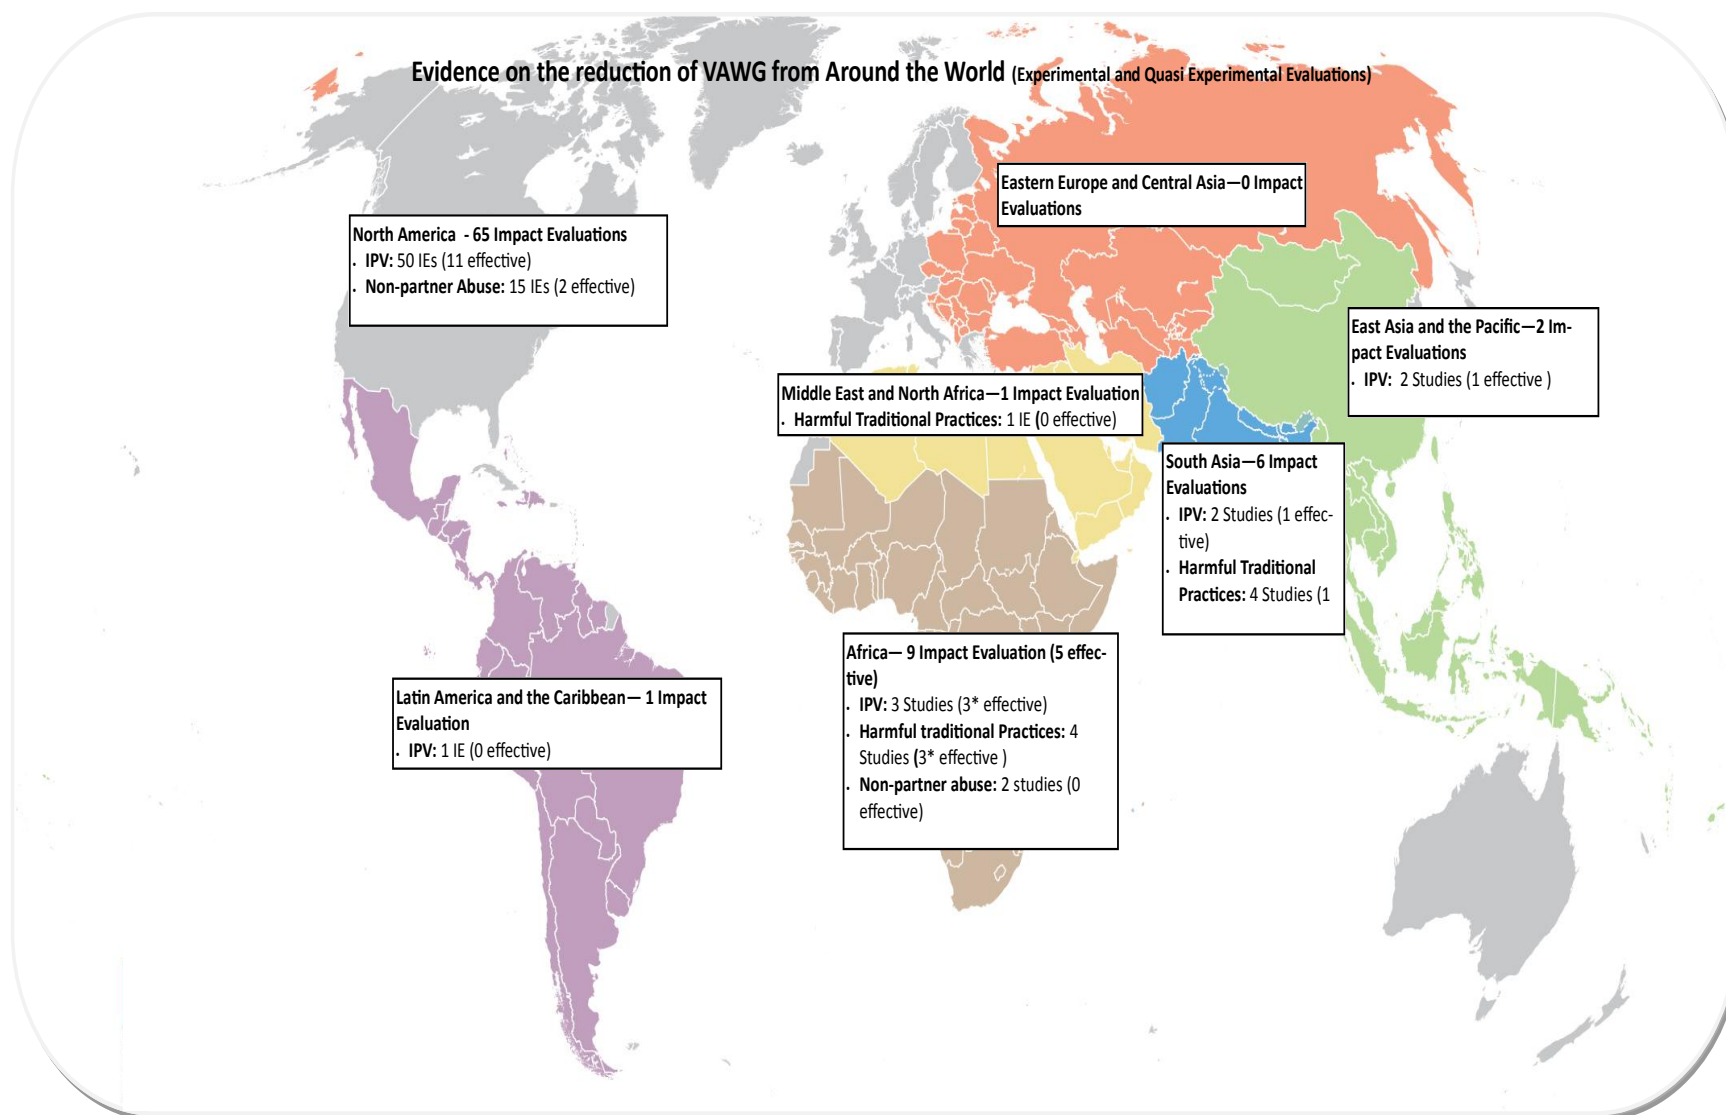 Evidence on the reduction of VAWG from Around the World (Experimental and Quasi Experimental Evaluations)
Eastern Europe and Central Asia—0 Impact
Evaluations
North America - 65 Impact Evaluations
. IPV: 50 IEs (11 effective)
. Non-partner Abuse: 15 IEs (2 effective)
East Asia and the Pacific—2 Im-
pact Evaluations
. IPV: 2 Studies (1 effective )
Middle East and North Africa—1 Impact Evaluation
. Harmful Traditional Practices: 1 IE (0 effective)
South Asia—6 Impact
Evaluations
. IPV: 2 Studies (1 effec-
tive)
. Harmful Traditional
Practices: 4 Studies (1
Africa— 9 Impact Evaluation (5 effec-
tive)
. IPV: 3 Studies (3* effective)
. Harmful traditional Practices: 4
Studies (3* effective )
. Non-partner abuse: 2 studies (0
effective)
Latin America and the Caribbean— 1 Impact
Evaluation
. IPV: 1 IE (0 effective)